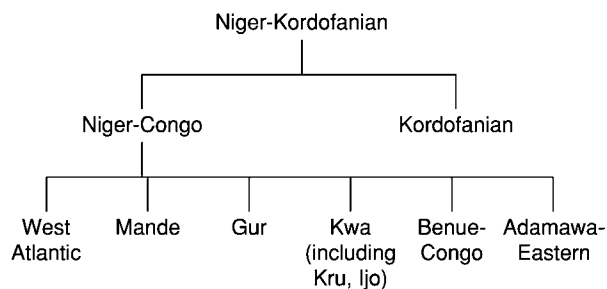 Niger-Kordofanian
Niger-Congo
Kordofanian
West
Atlantic
Mande
Gur
Kwa
(including
Kru, Ijo)
Benue-
Congo
Adamawa-
Eastern